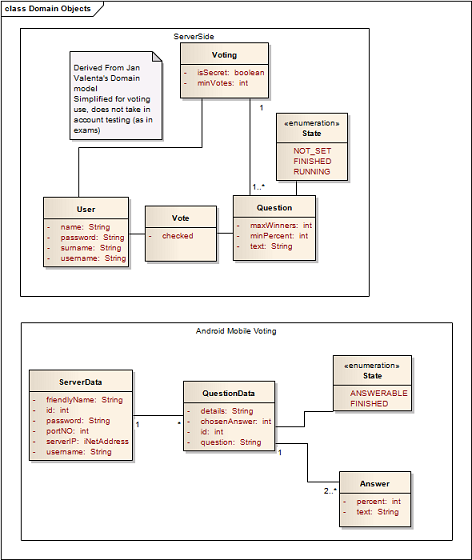 class Domain Objects
ServerSide
Derived From Jan
Valenta's Domain
model
Simplified for voting
use, does not take in
account testing (as in
exams)
Voting
- isSecret: boolean
- minVotes: int
1
1..*
«enumeration»
State
NOT_SET
FINISHED
RUNNING
User
- name: String
- password: String
- surname: String
- username: String
Vote
- checked
Question
- maxWinners: int
- minPercent: int
- text: String
Android Mobile Voting
ServerData
- friendlyName: String
- id: int
- password: String
- portNO: int
- serverIP: iNetAddress
- username: String
1
*
QuestionData
- details: String
- chosenAnswer: int
- id: int
- question: String
1
«enumeration»
State
ANSWERABLE
FINISHED
2..*
Answer
- percent: int
- text: String